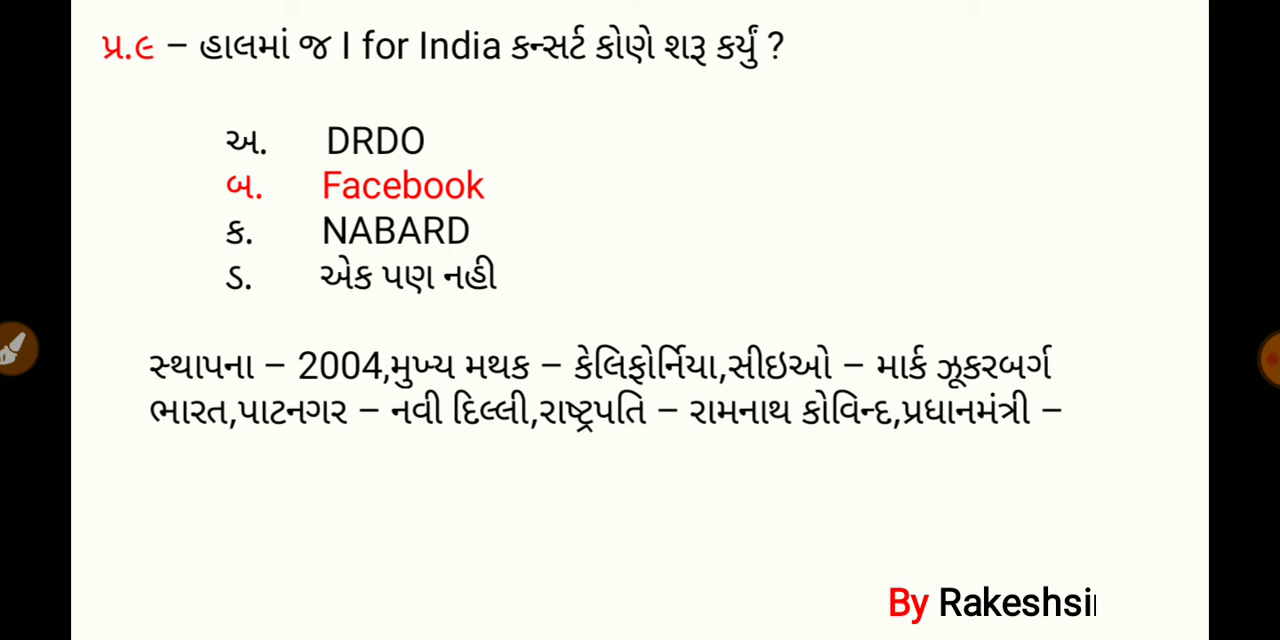 પ્ર.૯ – હાલમાં જ I for India કન્સર્ટ કોણે શરૂ કર્યું ?
અ. DRDO
બ. Facebook
ક. NABARD
ડ. એક પણ નહી
સ્થાપના – 2004,મુખ્ય મથક – કેલિફોર્નિયા,સીઇઓ – માર્ક ઝૂકરબર્ગ
ભારત,પાટનગર – નવી દિલ્લી,રાષ્ટ્રપતિ – રામનાથ કોવિન્દ,પ્રધાનમંત્રી –
By